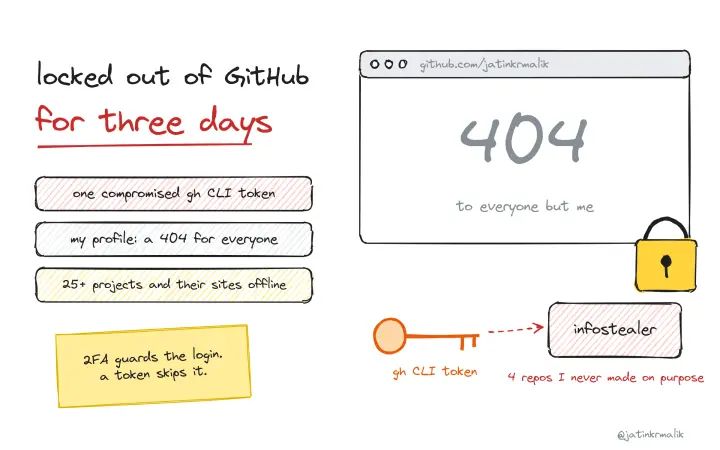 locked out of GitHub
for three days
one compromised gh CLI token
my profile: a 404 for everyone
25+ projects and their sites offline
2FA guards the login.
a token skips it.
github.com/jatinkrmalik
404
to everyone but me
infostealer
gh CLI token
4 repos I never made on purpose
@jatinkrmalik